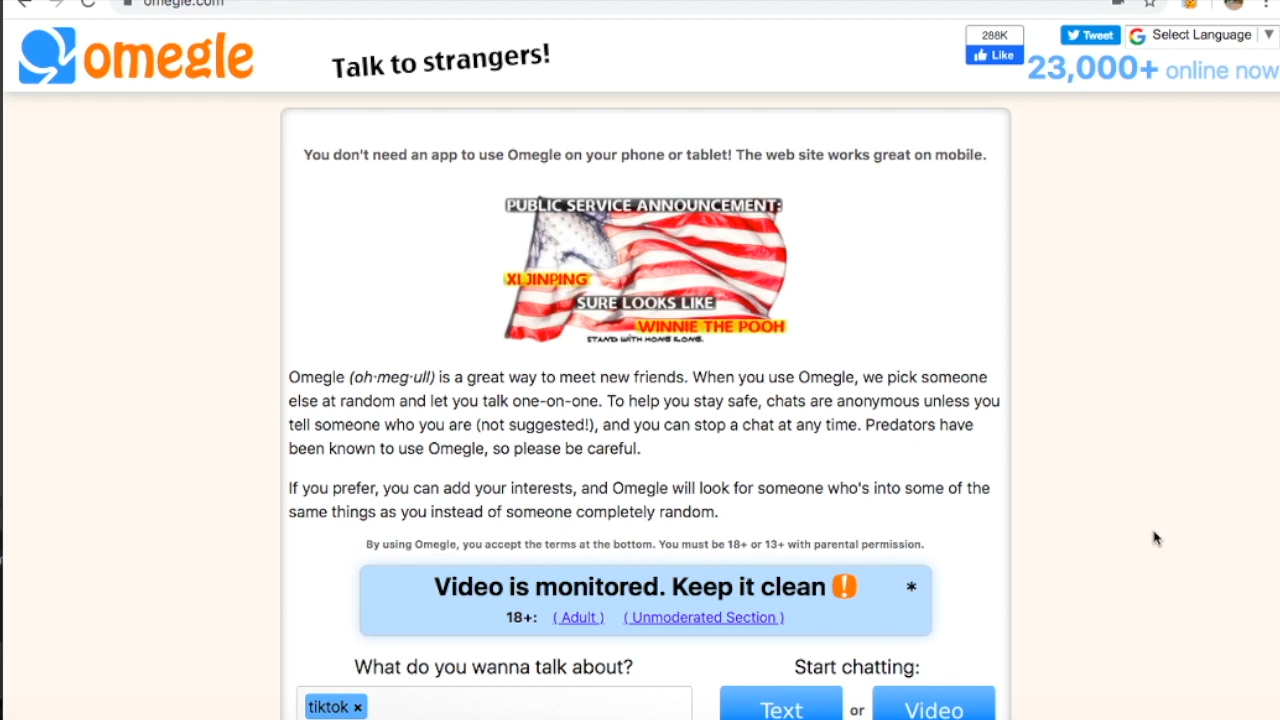 omegle.com
omegle
Talk to strangers!
288K
Like
Tweet
Select Language
23,000+ online now
You don't need an app to use Omegle on your phone or tablet! The web site works great on mobile.
PUBLIC SERVICE ANNOUNCEMENT:
XI JINPING
SURE LOOKS LIKE
WINNIE THE POOH
STAND WITH HONG KONG.
Omegle (oh·meg·ull) is a great way to meet new friends. When you use Omegle, we pick someone
else at random and let you talk one-on-one. To help you stay safe, chats are anonymous unless you
tell someone who you are (not suggested!), and you can stop a chat at any time. Predators have
been known to use Omegle, so please be careful.
If you prefer, you can add your interests, and Omegle will look for someone who's into some of the
same things as you instead of someone completely random.
By using Omegle, you accept the terms at the bottom. You must be 18+ or 13+ with parental permission.
Video is monitored. Keep it clean ! *
18+: ( Adult ) ( Unmoderated Section )
What do you wanna talk about? Start chatting:
tiktok × Text or Video